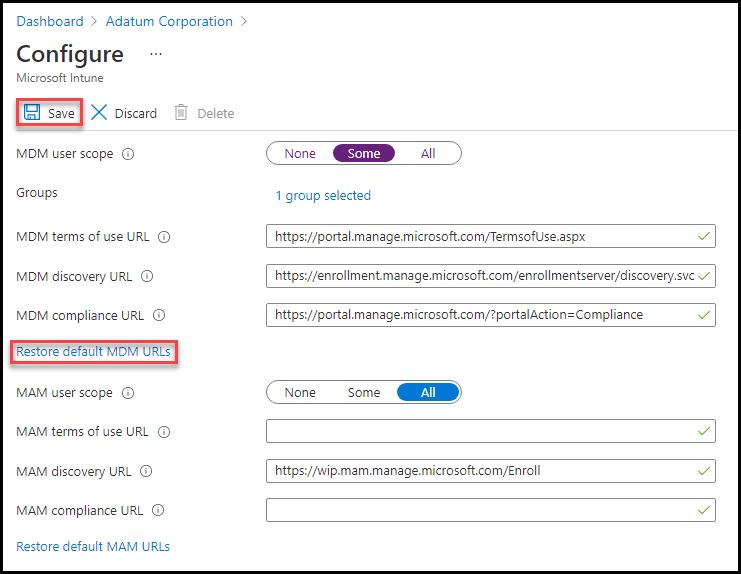 Dashboard > Adatum Corporation >
Configure ...
Microsoft Intune
Save Discard Delete
MDM user scope None Some All
Groups 1 group selected
MDM terms of use URL https://portal.manage.microsoft.com/TermsofUse.aspx
MDM discovery URL https://enrollment.manage.microsoft.com/enrollmentserver/discovery.svc
MDM compliance URL https://portal.manage.microsoft.com/?portalAction=Compliance
Restore default MDM URLs
MAM user scope None Some All
MAM terms of use URL
MAM discovery URL https://wip.mam.manage.microsoft.com/Enroll
MAM compliance URL
Restore default MAM URLs